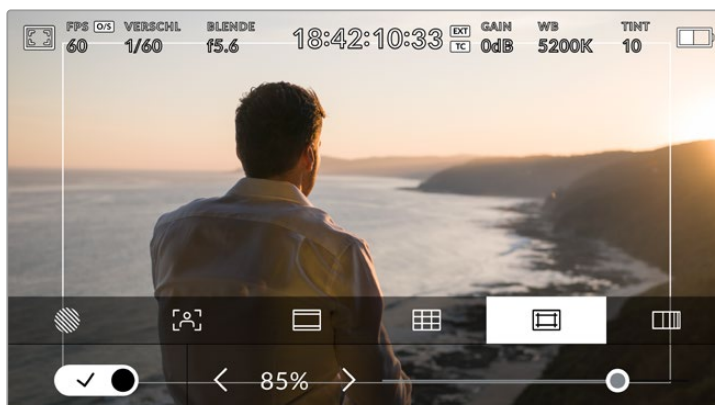 FPS O/S VERSCHL BLENDE 18:42:10:33 EXT TC GAIN WB TINT
60 1/60 f5.6 0dB 5200K 10
85%